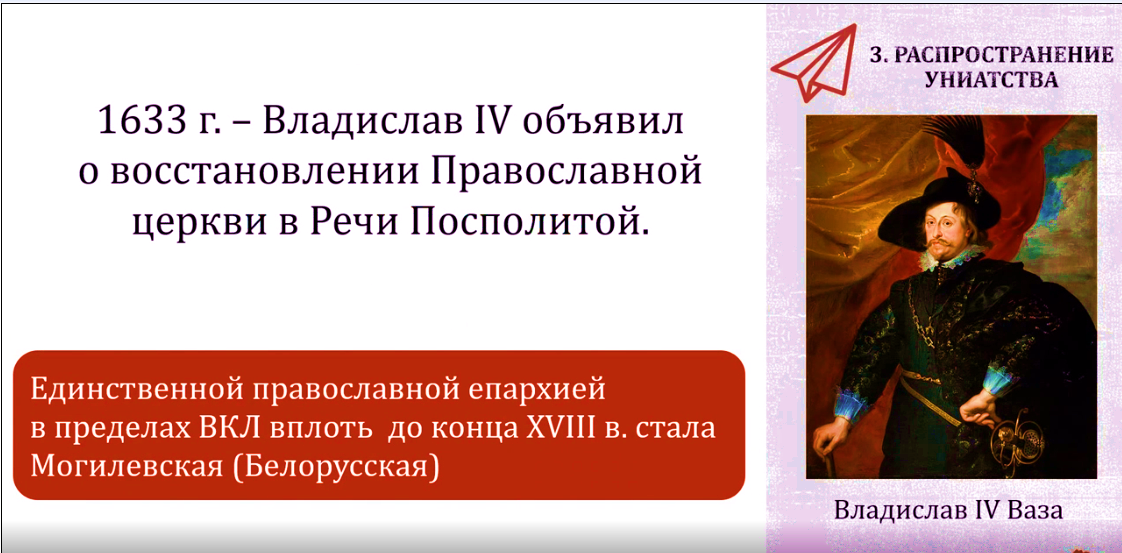 1633 г. – Владислав IV объявил
о восстановлении Православной
церкви в Речи Посполитой.
Единственной православной епархией
в пределах ВКЛ вплоть до конца XVIII в. стала
Могилевская (Белорусская)
3. РАСПРОСТРАНЕНИЕ
УНИАТСТВА
Владислав IV Ваза